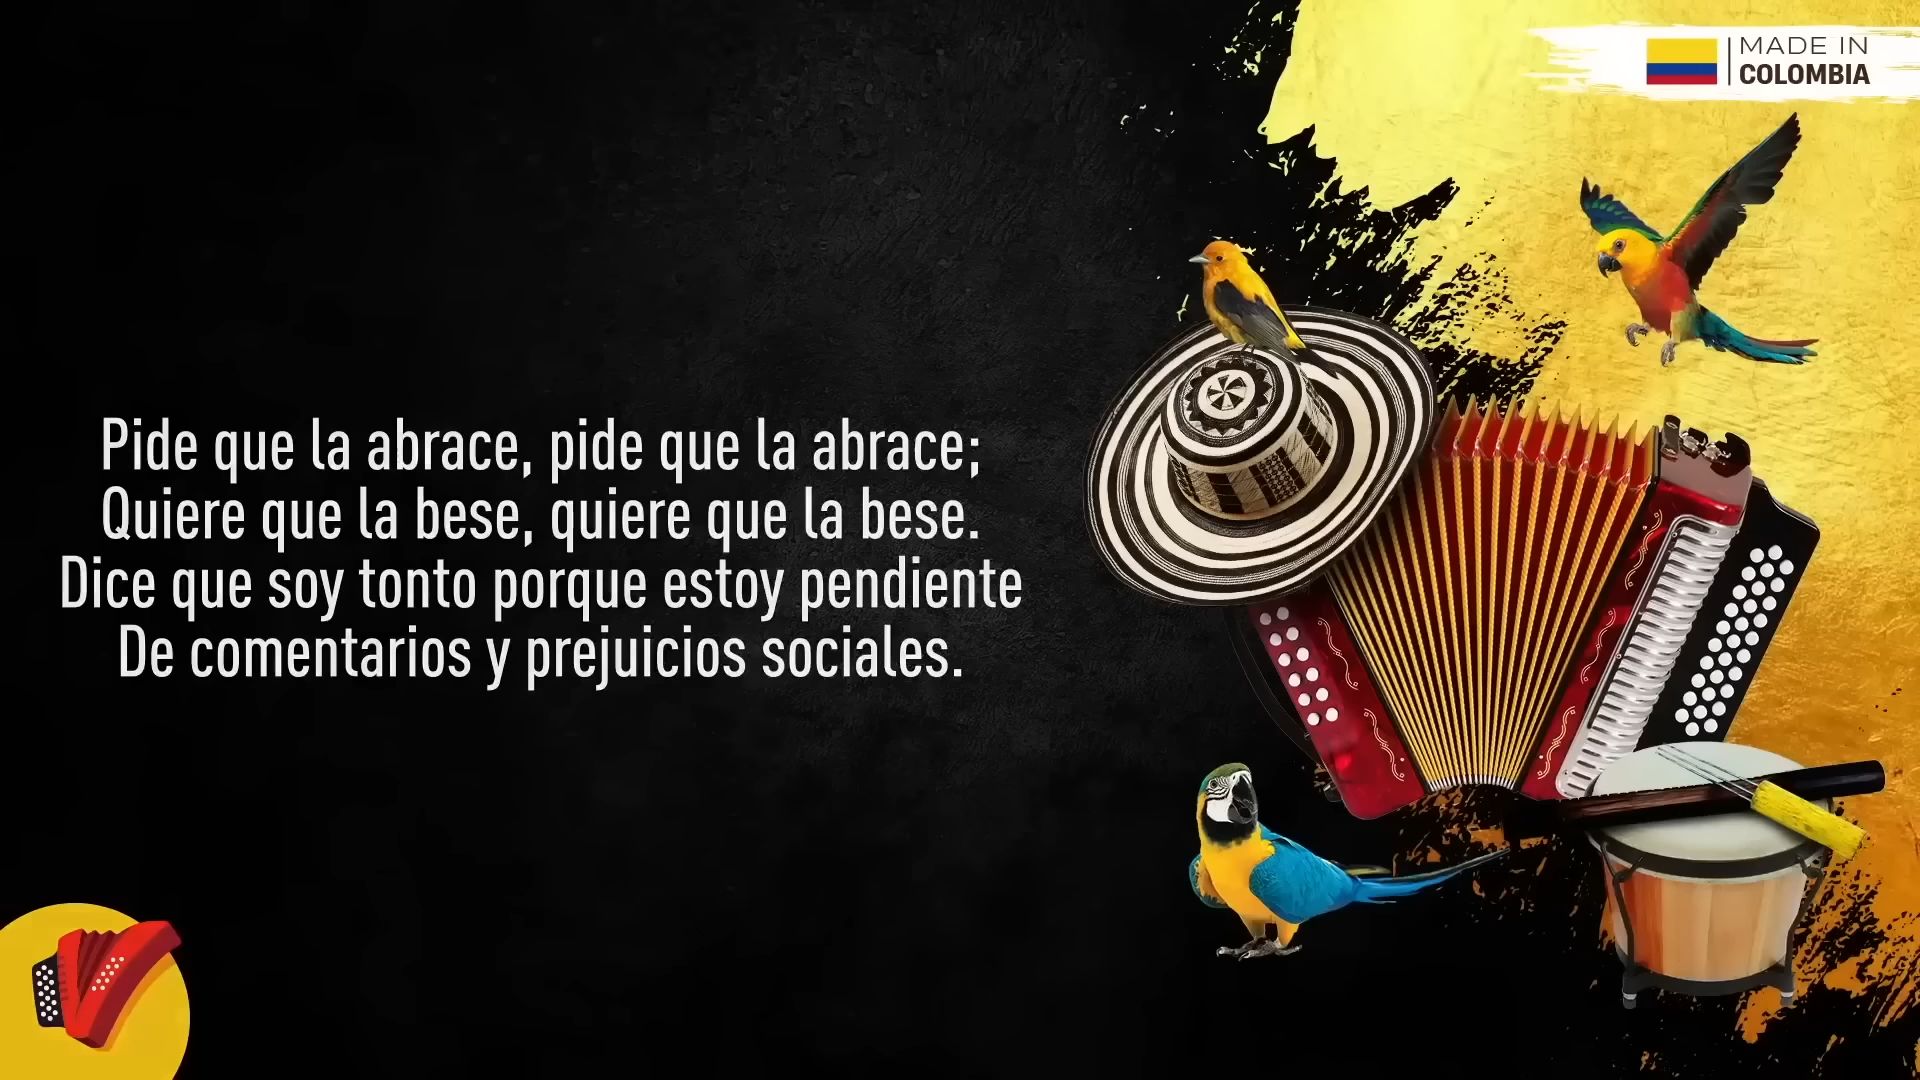 MADE IN
COLOMBIA
Pide que la abrace, pide que la abrace;
Quiere que la bese, quiere que la bese.
Dice que soy tonto porque estoy pendiente
De comentarios y prejuicios sociales.